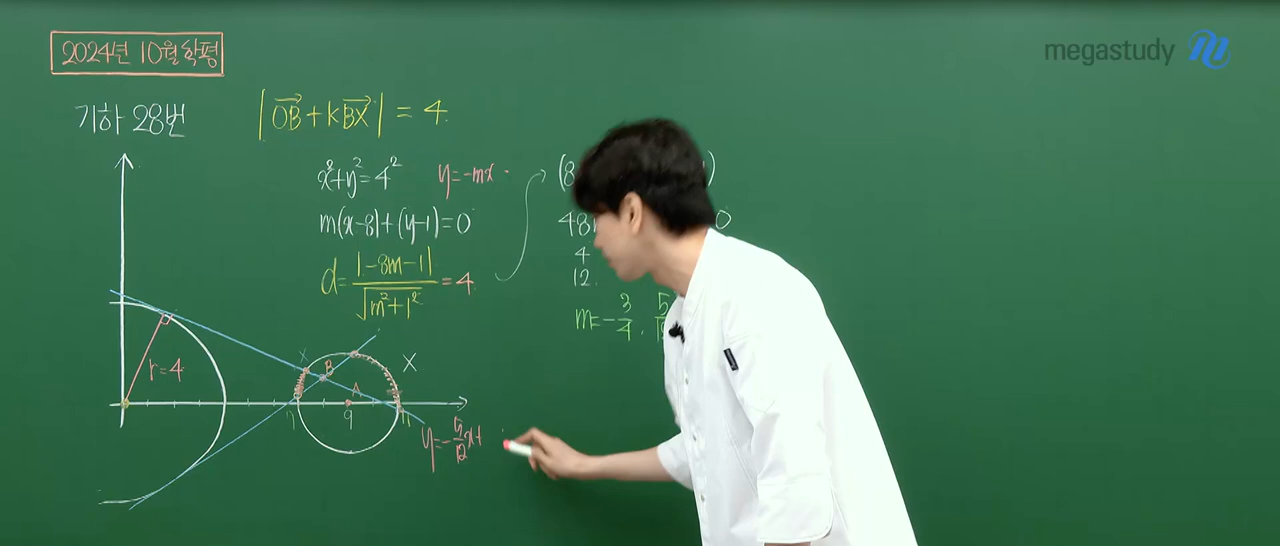 2024년 10월 학평
megastudy
기하 28번
|OB+KBX| = 4
x²+y²=4²
y=-mx
m(x-8)+(y-1)=0
d=|-8m-1|/√m²+1² = 4
(8
)
48
0
4
12.
m=-3/4,
r=4
X
B
X
A
7
9
11
y=-5/12x+